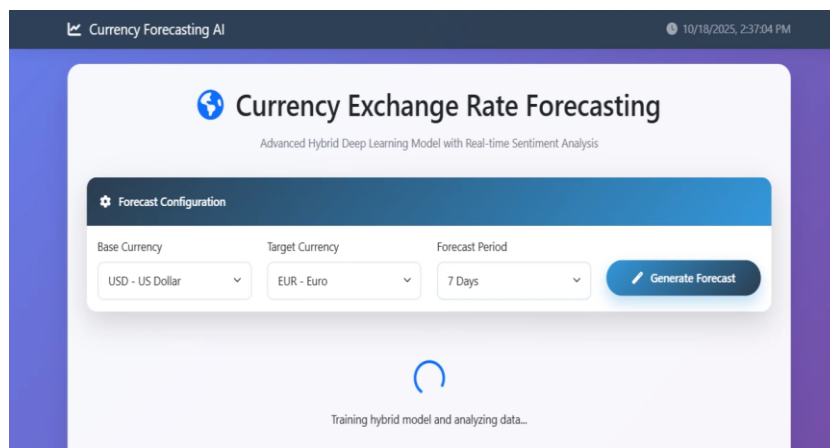 Currency Forecasting AI
10/18/2025, 2:37:04 PM
Currency Exchange Rate Forecasting
Advanced Hybrid Deep Learning Model with Real-time Sentiment Analysis
Forecast Configuration
Base Currency Target Currency Forecast Period
USD - US Dollar EUR - Euro 7 Days Generate Forecast
Training hybrid model and analyzing data...